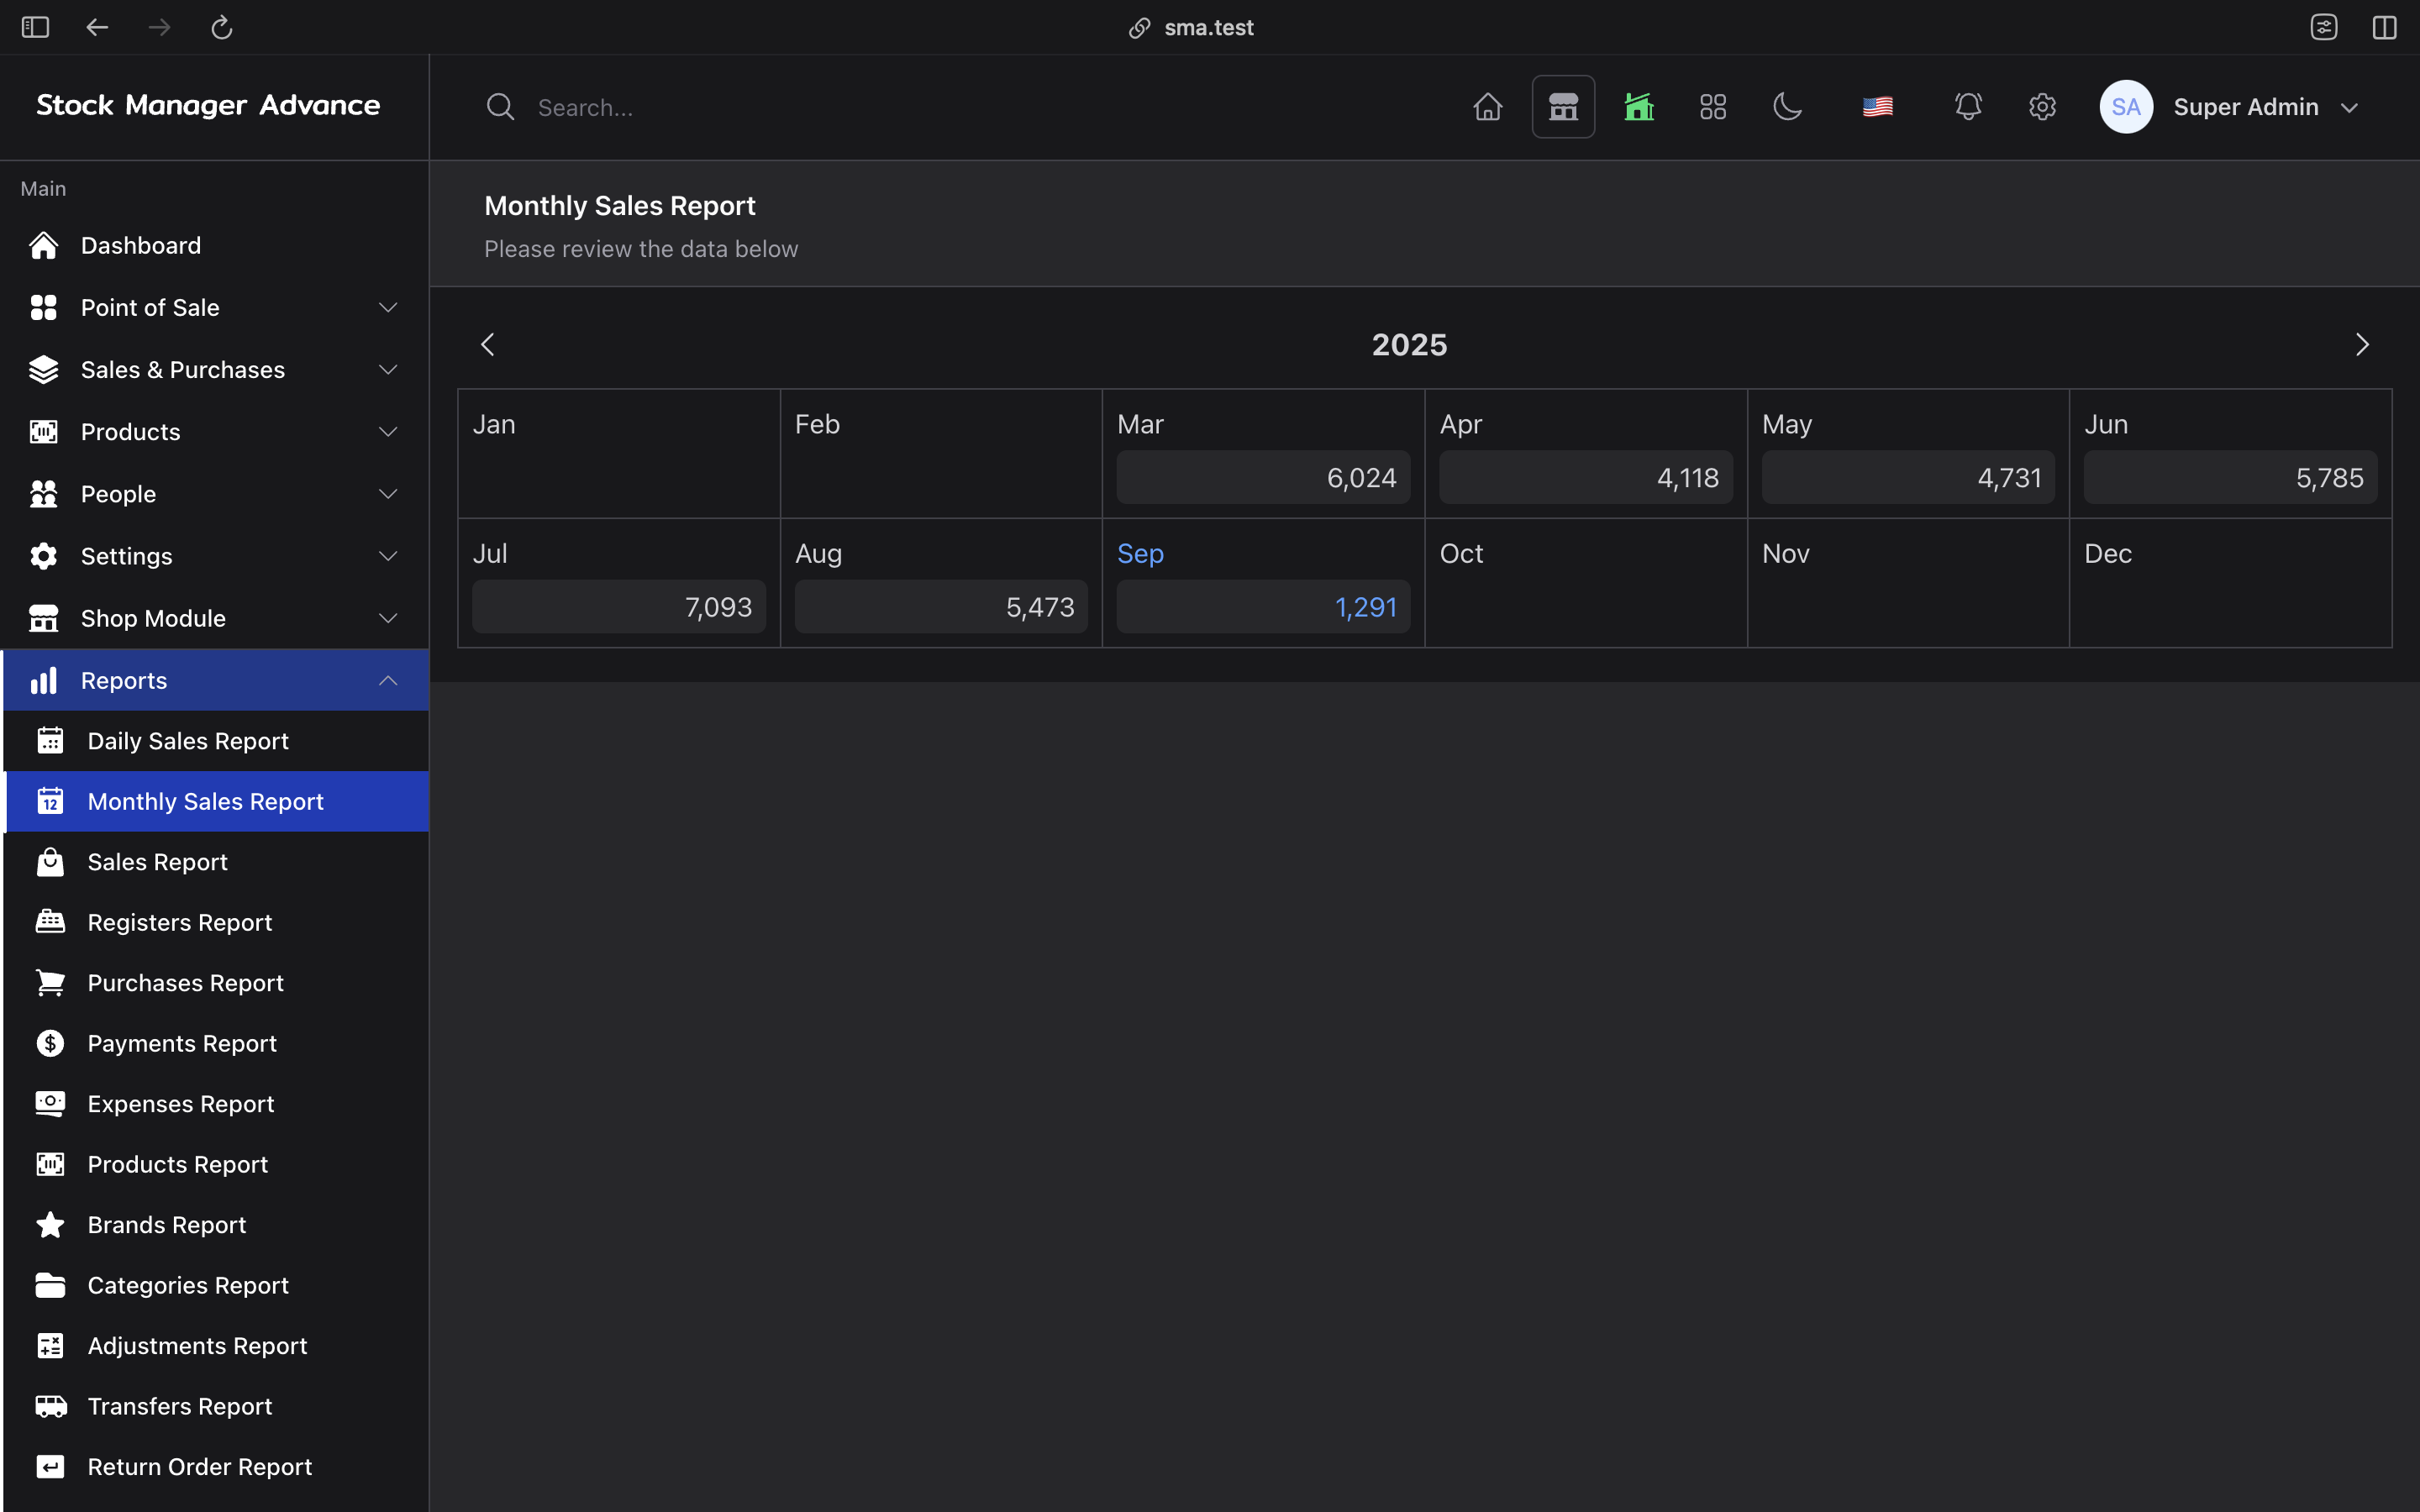 sma.test
Stock Manager Advance
Search...
SA
Super Admin
Main
Dashboard
Point of Sale
Sales & Purchases
Products
People
Settings
Shop Module
Reports
Daily Sales Report
12
Monthly Sales Report
Sales Report
Registers Report
Purchases Report
Payments Report
Expenses Report
Products Report
Brands Report
Categories Report
Adjustments Report
Transfers Report
Return Order Report
Monthly Sales Report
Please review the data below
2025
Jan
Feb
Mar
6,024
Apr
4,118
May
4,731
Jun
5,785
Jul
7,093
Aug
5,473
Sep
1,291
Oct
Nov
Dec